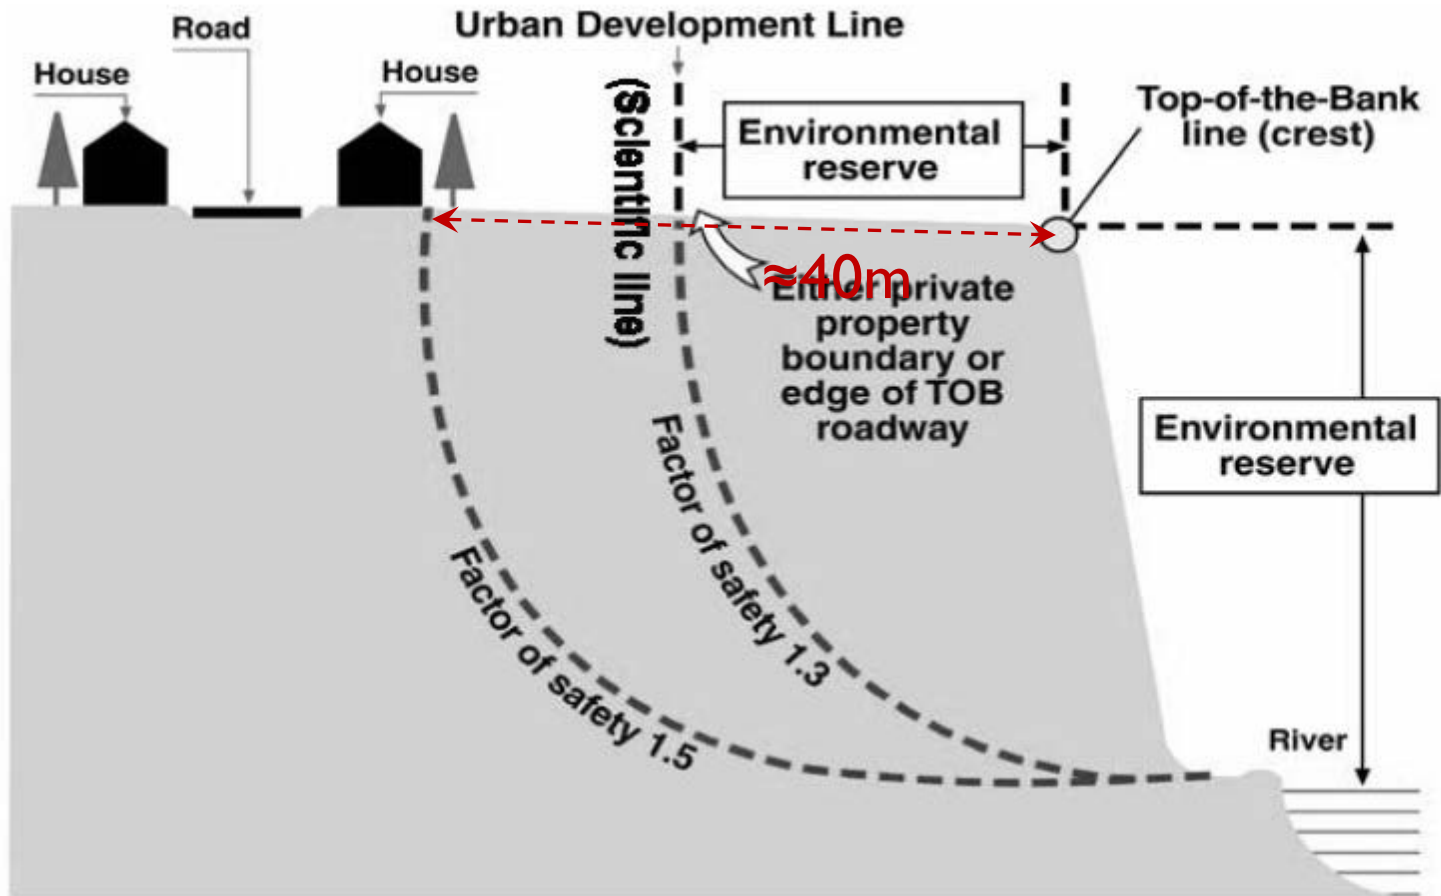 Urban Development Line
Road
House
House
(Scientific line)
Environmental
reserve
Top-of-the-Bank
line (crest)
≈40m
Either private
property
boundary or
edge of TOB
roadway
Environmental
reserve
Factor of safety 1.3
Factor of safety 1.5
River